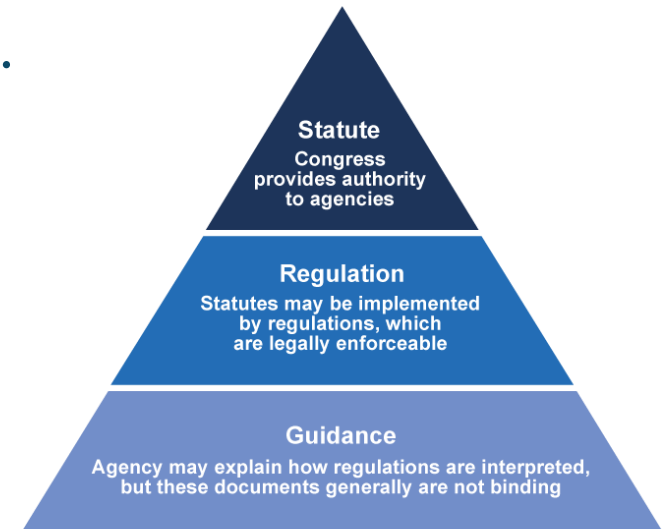 Statute
Congress
provides authority
to agencies
Regulation
Statutes may be implemented
by regulations, which
are legally enforceable
Guidance
Agency may explain how regulations are interpreted,
but these documents generally are not binding